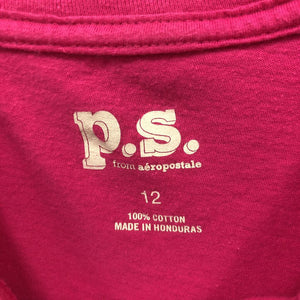 p.s.
from aéropostale
12
100% COTTON
MADE IN HONDURAS